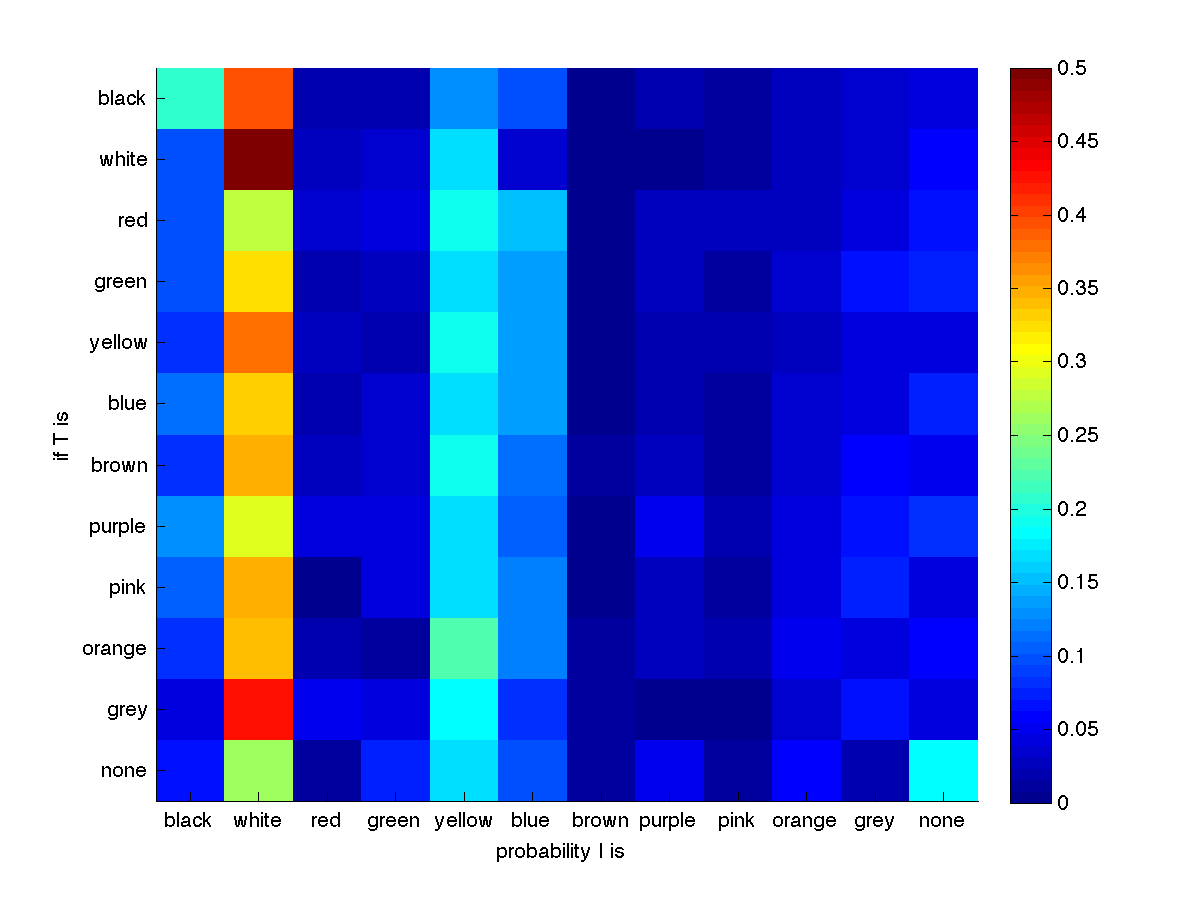 black
white
red
green
yellow
blue
brown
purple
pink
orange
grey
none
if T is
black white red green yellow blue brown purple pink orange grey none
probability I is
0.5
0.45
0.4
0.35
0.3
0.25
0.2
0.15
0.1
0.05
0